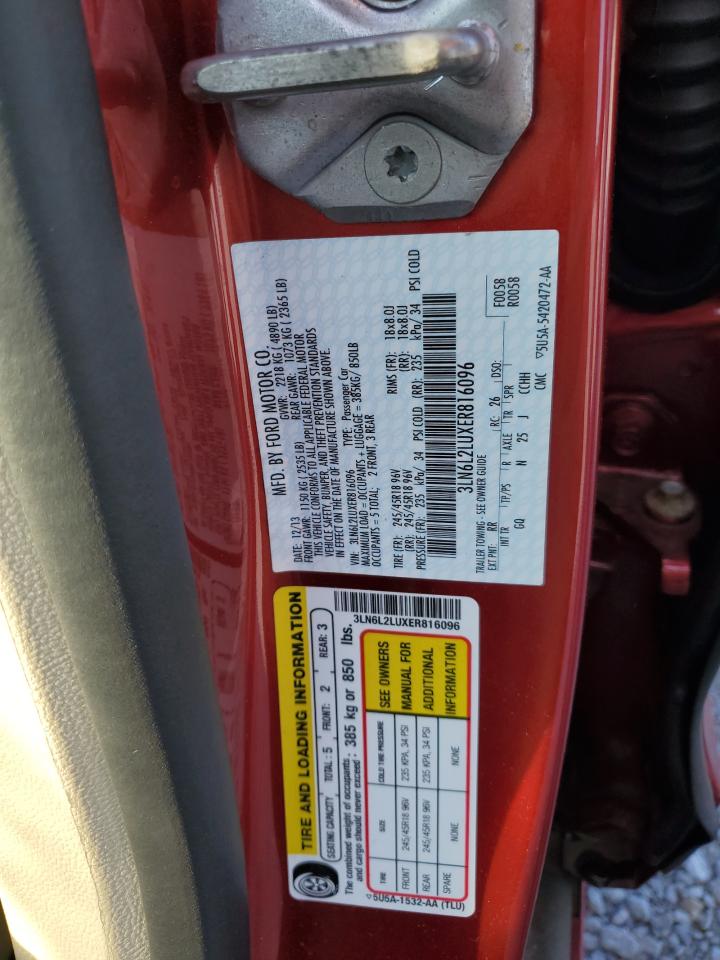 MFD. BY FORD MOTOR CO.
DATE: 12/13 GVWR: 2218 KG (4890 LB)
FRONT GAWR: 1150 KG (2535 LB) REAR GAWR: 1073 KG (2365 LB)
THIS VEHICLE CONFORMS TO ALL APPLICABLE FEDERAL MOTOR
VEHICLE SAFETY, BUMPER, AND THEFT PREVENTION STANDARDS
IN EFFECT ON THE DATE OF MANUFACTURE SHOWN ABOVE.
VIN: 3LN6L2LUXER816096 TYPE: Passenger Car
MAXIMUM LOAD = OCCUPANTS + LUGGAGE = 385KG/ 850LB
OCCUPANTS = 5 TOTAL; 2 FRONT, 3 REAR
TIRE (FR): 245/45R18 96V RIMS (FR): 18x8.0J
(RR): 245/45R18 96V (RR): 18x8.0J
PRESSURE (FR): 235 kPa/ 34 PSI COLD (RR): 235 kPa/ 34 PSI COLD
3LN6L2LUXER816096
TRAILER TOWING - SEE OWNER GUIDE F0058
EXT PNT: RR RC: 26 DSO: R0058
INT TR TP/PS R AXLE TR SPR
GQ N 25 J CCHH
CMC ▽5U5A-5420472-AA
TIRE AND LOADING INFORMATION
SEATING CAPACITY TOTAL: 5 FRONT: 2 REAR: 3
The combined weight of occupants
and cargo should never exceed: 385 kg or 850 lbs.
3LN6L2LUXER816096
TIRE SIZE COLD TIRE PRESSURE SEE OWNERS
FRONT 245/45R18 96V 235 KPA, 34 PSI MANUAL FOR
REAR 245/45R18 96V 235 KPA, 34 PSI ADDITIONAL
SPARE NONE NONE INFORMATION
▽5U5A-1532-AA (TLU)